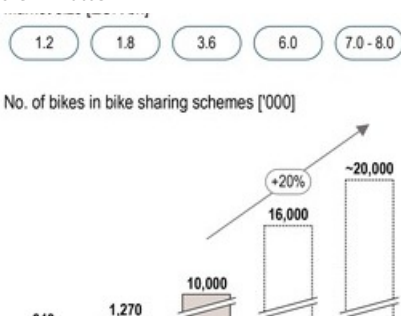 1.2 1.8 3.6 6.0 7.0 - 8.0
No. of bikes in bike sharing schemes ['000]
~20,000
+20%
16,000
10,000
1,270